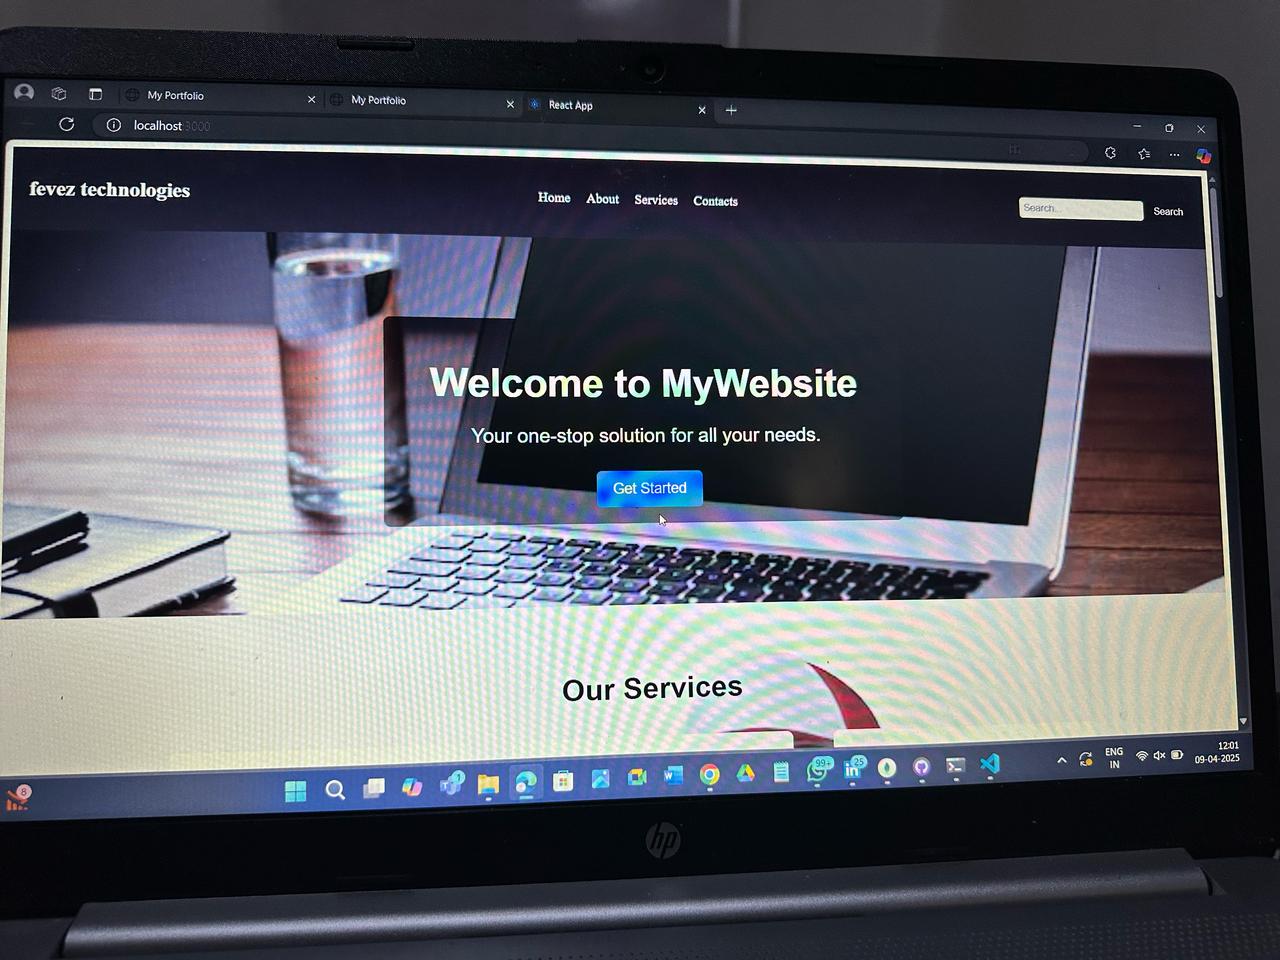 My Portfolio
My Portfolio
React App
localhost:3000
fevez technologies
Home About Services Contacts
Search...
Search
Welcome to MyWebsite
Your one-stop solution for all your needs.
Get Started
Our Services
8
1
99+
25
ENG
IN
12:01
09-04-2025
hp